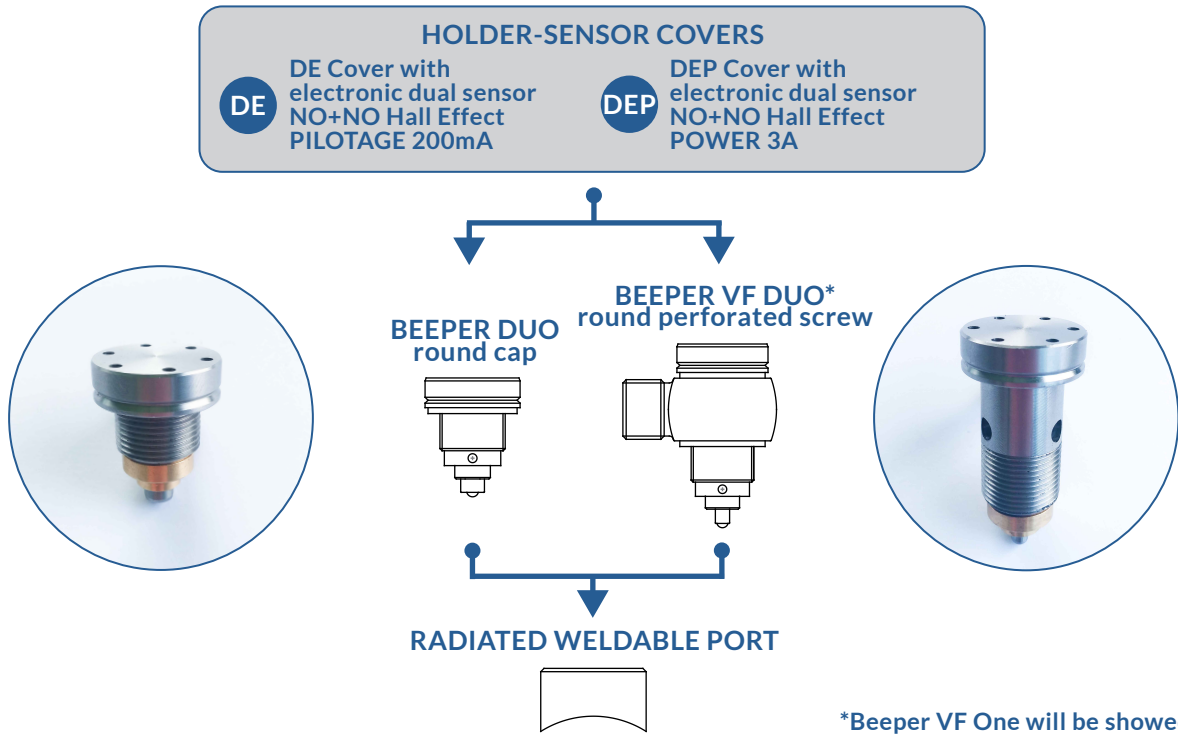 HOLDER-SENSOR COVERS
DE
DE Cover with
electronic dual sensor
NO+NO Hall Effect
PILOTAGE 200mA
DEP
DEP Cover with
electronic dual sensor
NO+NO Hall Effect
POWER 3A
BEEPER DUO
round cap
BEEPER VF DUO*
round perforated screw
RADIATED WELDABLE PORT
*Beeper VF One will be showe